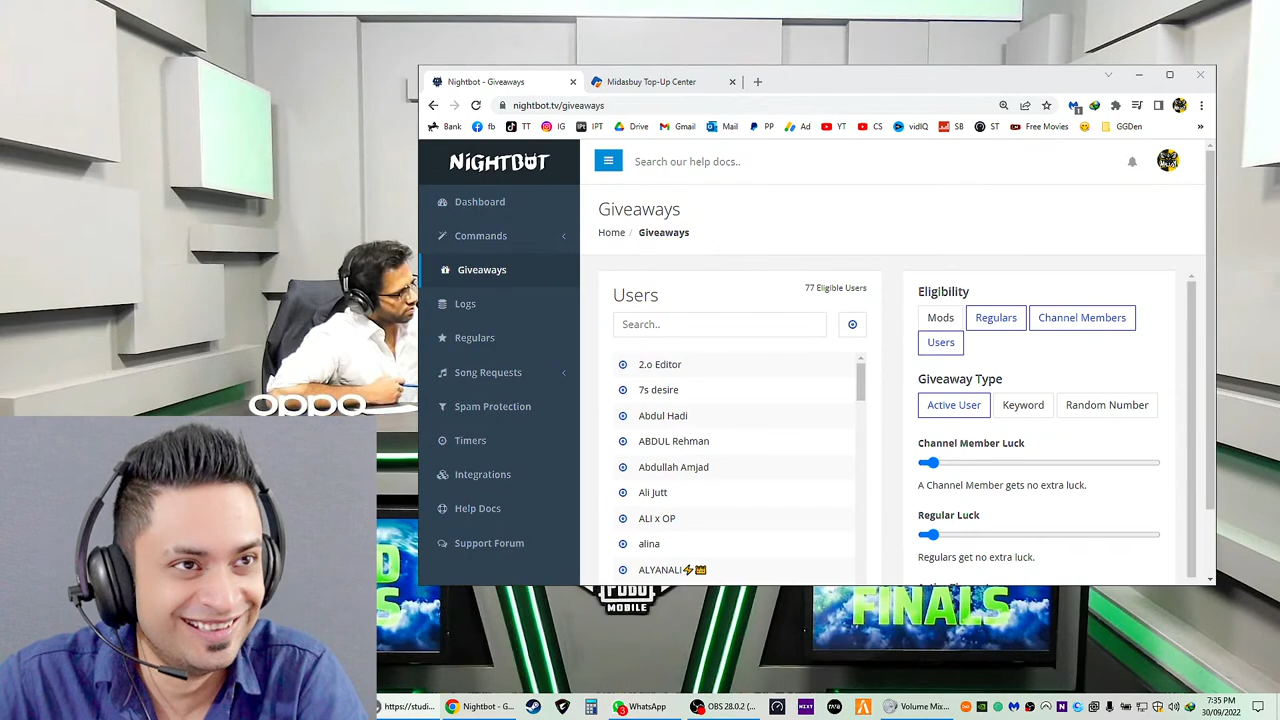 Nightbot - Giveaways
Midasbuy Top-Up Center
nightbot.tv/giveaways
Bank
fb
TT
IG
IPT
Drive
Gmail
Mail
PP
Ad
YT
CS
vidIQ
SB
ST
Free Movies
GGDen
NIGHTBOT
Search our help docs..
Dashboard
Commands
Giveaways
Logs
Regulars
Song Requests
Spam Protection
Timers
Integrations
Help Docs
Support Forum
Giveaways
Home / Giveaways
Users
77 Eligible Users
Search..
2.o Editor
7s desire
Abdul Hadi
ABDUL Rehman
Abdullah Amjad
Ali Jutt
ALI x OP
alina
ALYANALI⚡
Eligibility
Mods
Regulars
Channel Members
Users
Giveaway Type
Active User
Keyword
Random Number
Channel Member Luck
A Channel Member gets no extra luck.
Regular Luck
Regulars get no extra luck.
oppo
MOBILE
FINALS
https://studi...
Nightbot - G...
WhatsApp
OBS 28.0.2 (...
Volume Mix...
7:35 PM
30/09/2022